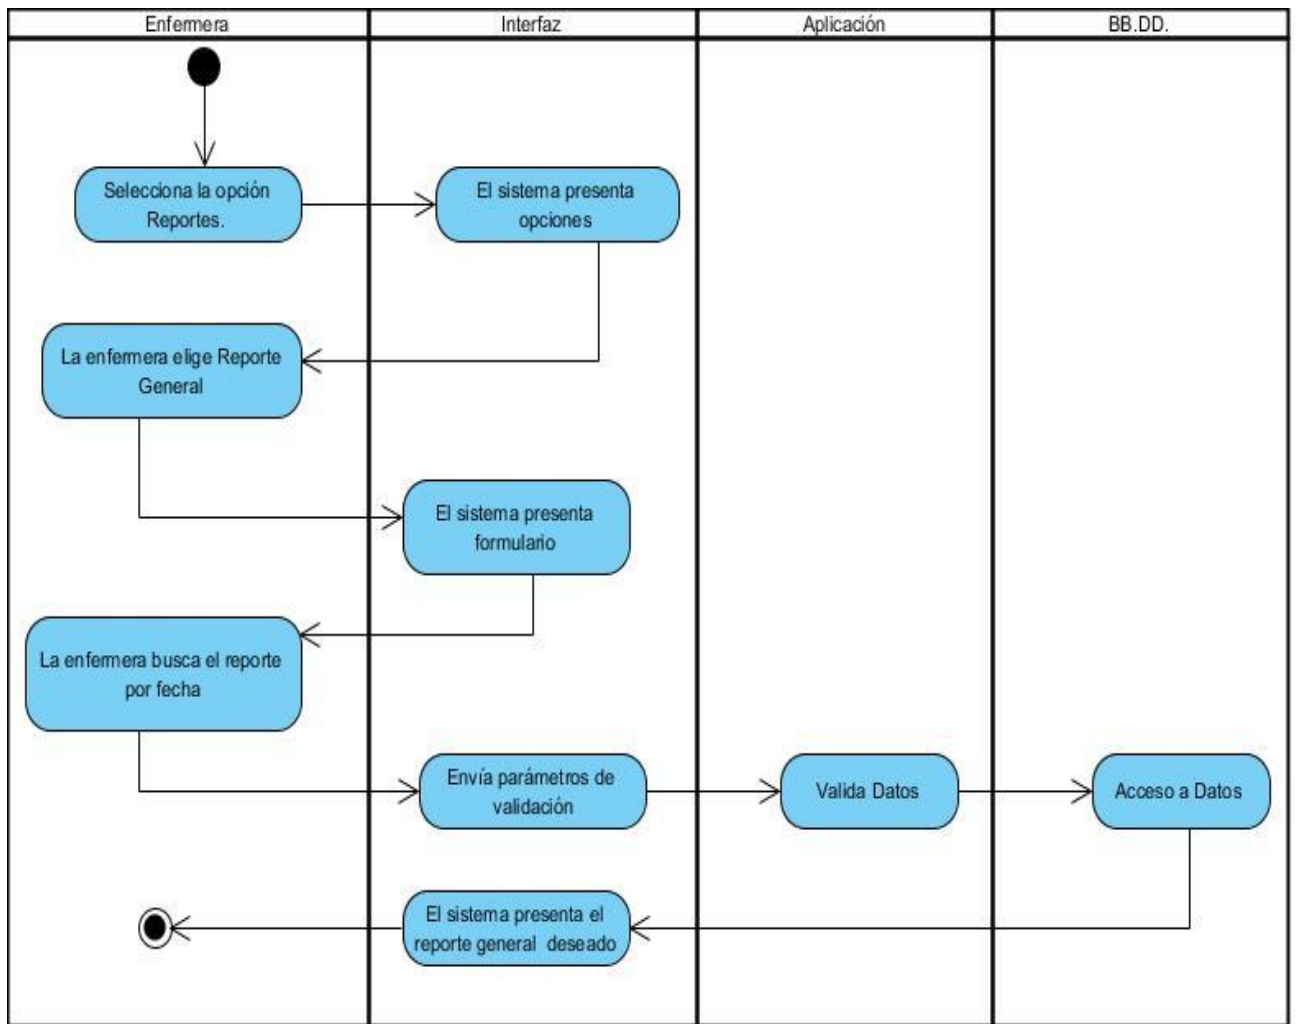 Enfermera
Interfaz
Aplicación
BB.DD.
Selecciona la opción
Reportes.
El sistema presenta
opciones
La enfermera elige Reporte
General
El sistema presenta
formulario
La enfermera busca el reporte
por fecha
Envía parámetros de
validación
Valida Datos
Acceso a Datos
El sistema presenta el
reporte general deseado